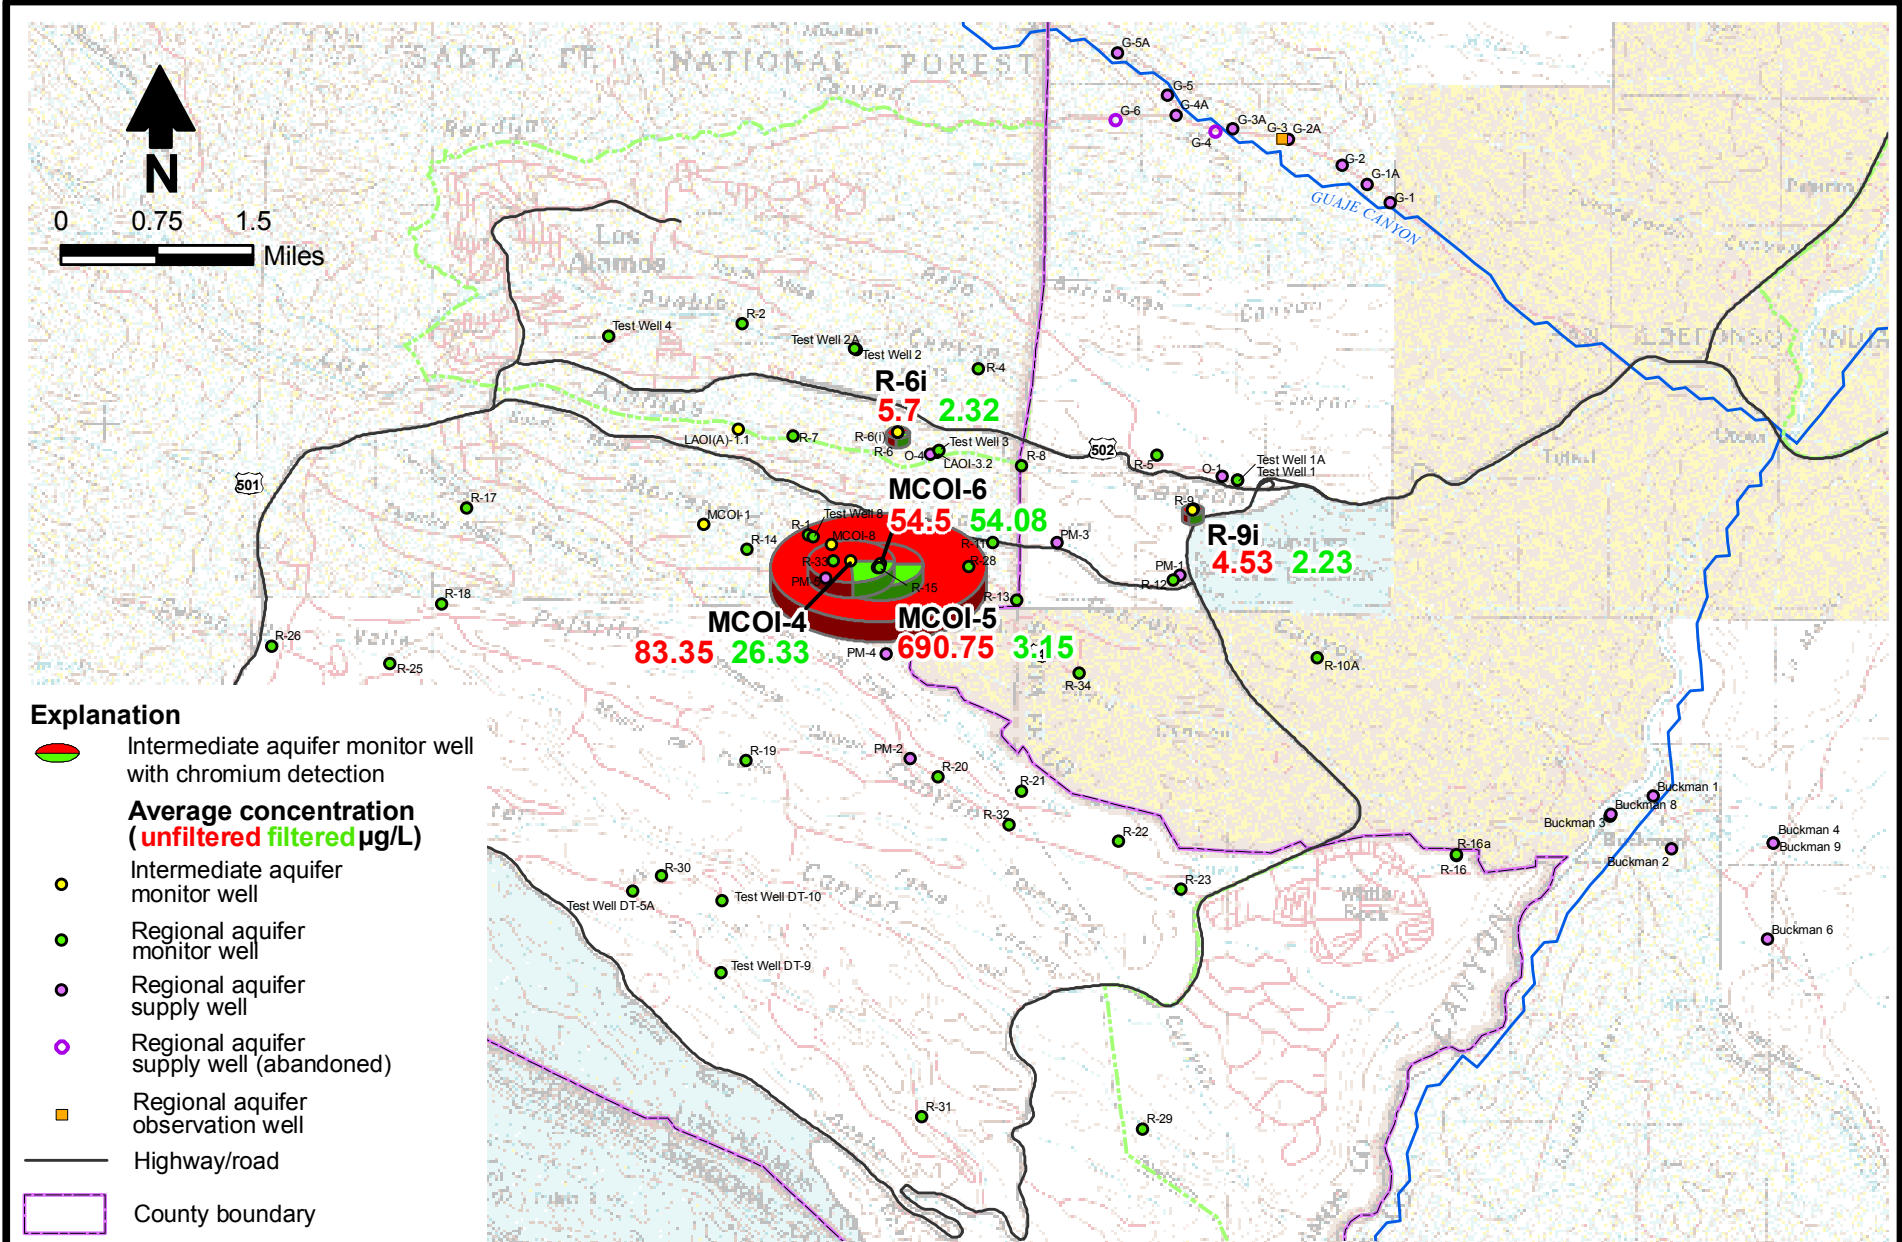 SANTA FE NATIONAL FOREST
N
0 0.75 1.5
Miles
G-5A
G-5
G-4A
G-6
G-4
G-3A
G-3
G-2A
G-2
G-1A
G-1
GUAJE CANYON
Los
Alamos
Test Well 4
R-2
Test Well 2A
Test Well 2
R-4
R-6i
5.7 2.32
LAOI(A)-1.1
R-7
R-6(i)
R-6
O-4
Test Well 3
LAOI-3.2
R-8
502
R-5
O-1
Test Well 1A
Test Well 1
501
R-17
MCOI-6
54.5 54.08
R-9
R-9i
4.53 2.23
MCOI-1
R-1
Test Well 8
MCOI-8
R-14
R-33
R-11
PM-3
R-28
PM-1
R-12
R-15
R-13
R-18
MCOI-4
83.35 26.33
MCOI-5
690.75 3.15
PM-4
R-26
R-25
R-34
R-10A
Explanation
Intermediate aquifer monitor well
with chromium detection
Average concentration
(unfiltered filtered µg/L)
Intermediate aquifer
monitor well
Regional aquifer
monitor well
Regional aquifer
supply well
Regional aquifer
supply well (abandoned)
Regional aquifer
observation well
Highway/road
County boundary
R-19
PM-2
R-20
R-21
R-32
R-22
R-16a
R-16
R-23
Buckman 1
Buckman 8
Buckman 3
Buckman 2
Buckman 4
Buckman 9
Buckman 6
White
Rock
CANYON
R-30
Test Well DT-5A
Test Well DT-10
Test Well DT-9
R-31
R-29